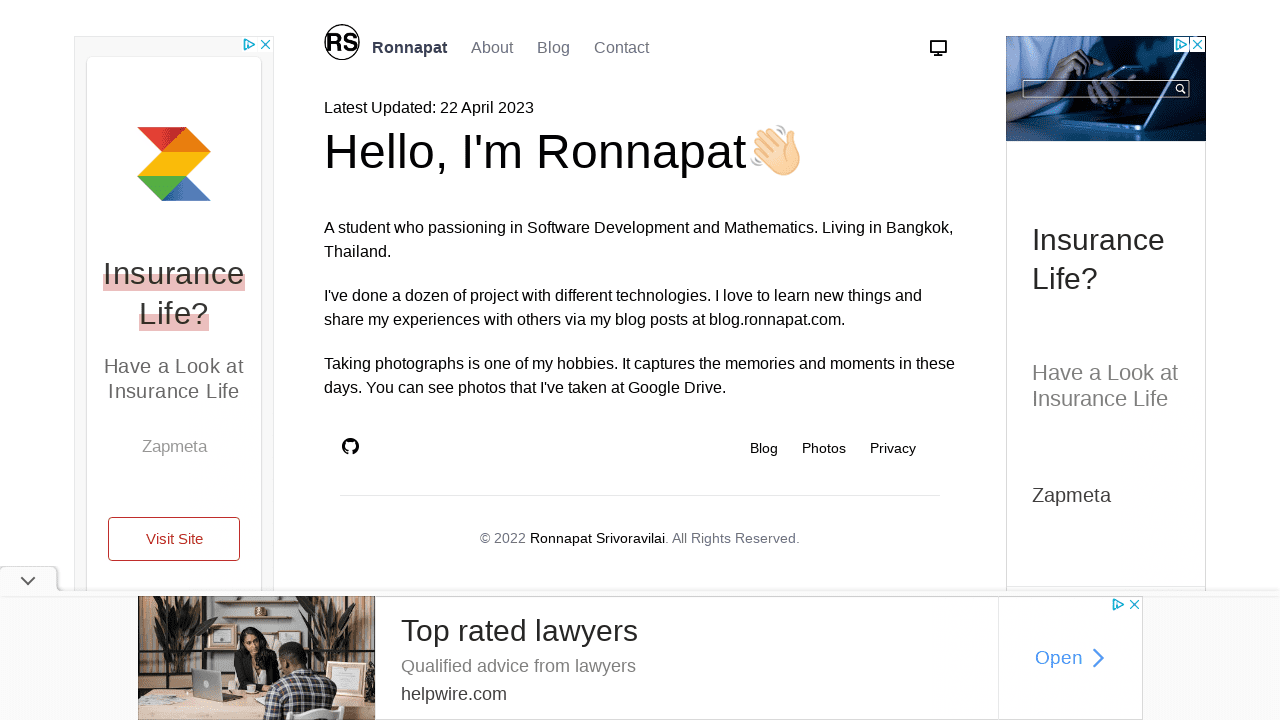 RS
Ronnapat
About
Blog
Contact
Latest Updated: 22 April 2023
Hello, I'm Ronnapat👋🏻
A student who passioning in Software Development and Mathematics. Living in Bangkok,
Thailand.
I've done a dozen of project with different technologies. I love to learn new things and
share my experiences with others via my blog posts at blog.ronnapat.com.
Taking photographs is one of my hobbies. It captures the memories and moments in these
days. You can see photos that I've taken at Google Drive.
Blog
Photos
Privacy
© 2022 Ronnapat Srivoravilai. All Rights Reserved.
Insurance
Life?
Have a Look at
Insurance Life
Zapmeta
Visit Site
Insurance
Life?
Have a Look at
Insurance Life
Zapmeta
Top rated lawyers
Qualified advice from lawyers
helpwire.com
Open